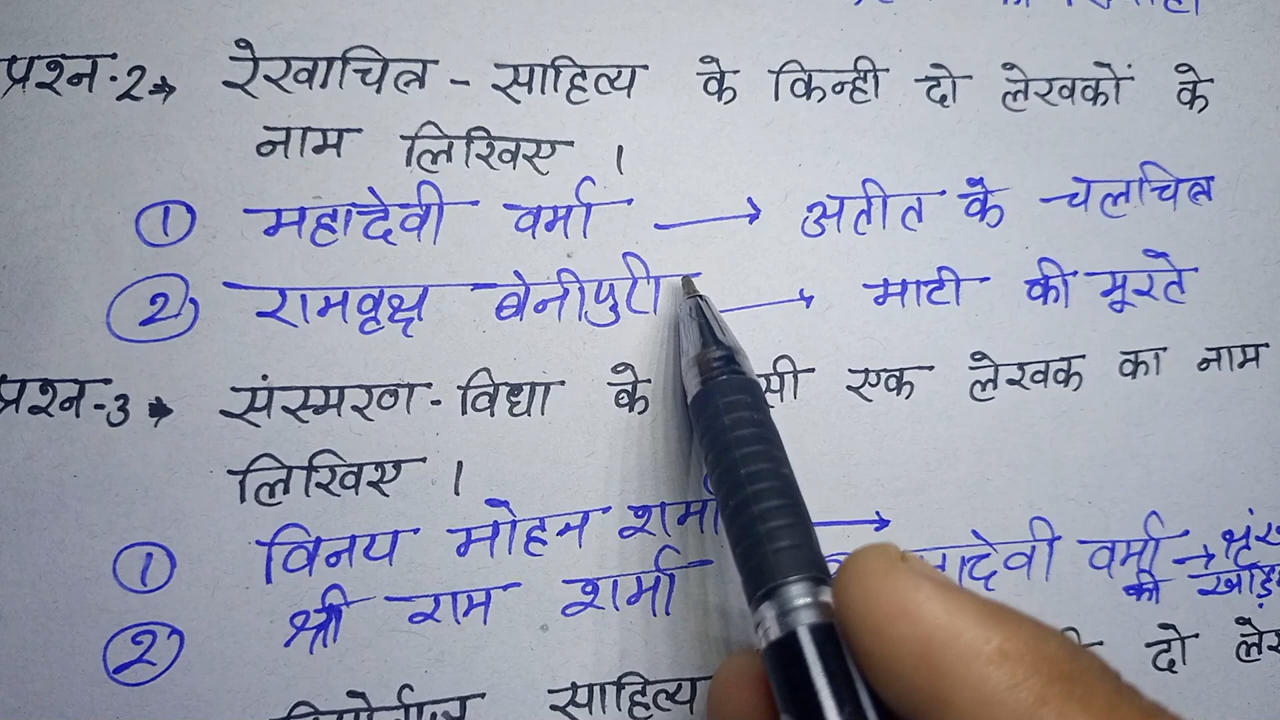 प्रश्न.2→ रेखाचित्र - साहित्य के किन्ही दो लेखकों के
नाम लिखिए ।
① महादेवी वर्मा → अतीत के चलचित्र
② रामवृक्ष बेनीपुरी → माटी की मूरते
प्रश्न-3→ संस्मरण-विधा के एक लेखक का नाम
लिखिए ।
① विनय मोहन शर्मा → वर्मा →
② श्री राम शर्मा की
साहित्य दो